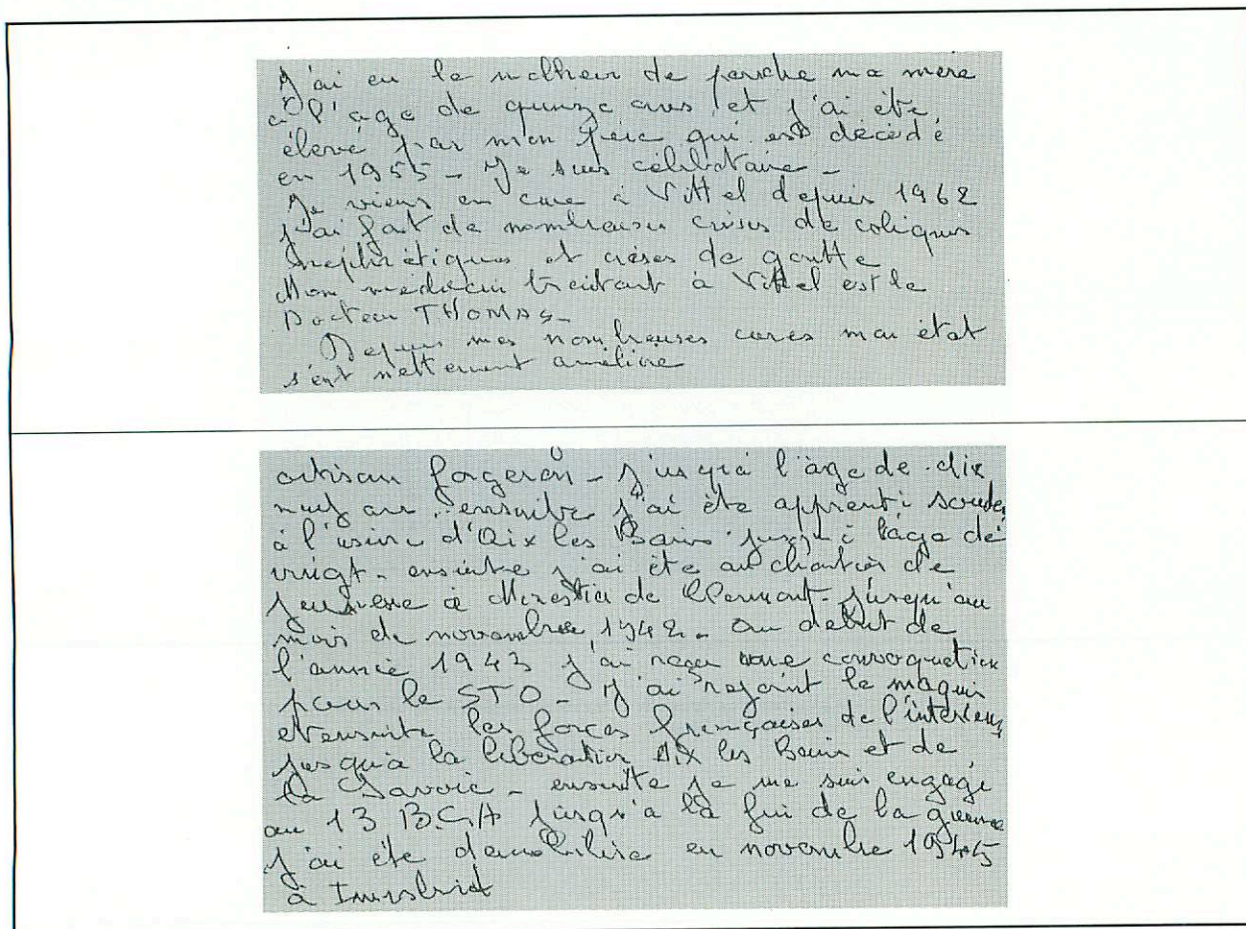 J'ai eu le malheur de perdre ma mère
à l'age de quinze ans et j'ai été
élevé par mon père qui est décédé
en 1955 - Je suis célibataire -
Je viens en cure à Vittel depuis 1962
j'ai fait de nombreuses crises de coliques
néphrétiques et crises de goutte
Mon médecin traitant à Vittel est le
Docteur THOMAS -
Depuis mes nombreuses cures mon état
s'est nettement amélioré
artisan forgeron - jusqu'à l'âge de dix
neuf ans ensuite j'ai été apprenti soudeur
à l'usine d'Aix les Bains jusqu'à l'âge de
vingt - ensuite j'ai été au chantier de
jeunesse à de Clermont - jusqu'au
mois de novembre 1942 - au début de
l'année 1943 j'ai reçu une convoquation
pour le STO - j'ai rejoint le maquis
et ensuite les forces françaises de l'intérieur
jusqu'à la libération Aix les Bains et de
la Savoie - ensuite je me suis engagé
au 13 B.C.A jusqu'à la fin de la guerre
j'ai été démobilisé en novembre 1945
à